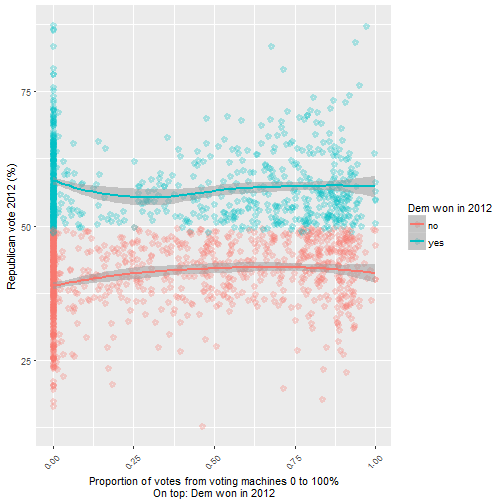 Republican vote 2012 (%)
75
50
25
0.00
0.25
0.50
0.75
1.00
Proportion of votes from voting machines 0 to 100%
On top: Dem won in 2012
Dem won in 2012
no
yes